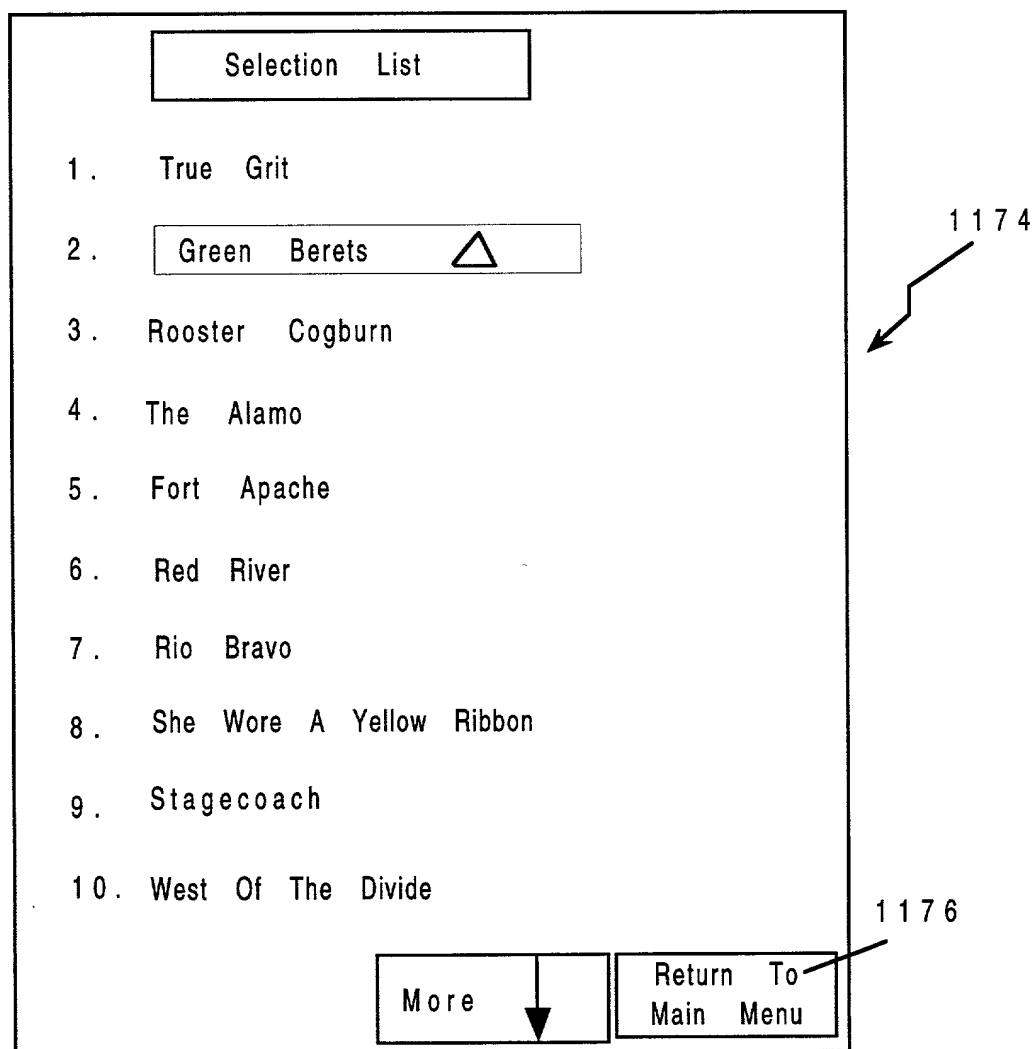 Selection List
1. True Grit
1174
2. Green Berets
3. Rooster Cogburn
4. The Alamo
5. Fort Apache
6. Red River
7. Rio Bravo
8. She Wore A Yellow Ribbon
9. Stagecoach
10. West Of The Divide
1176
More
Return To
Main Menu